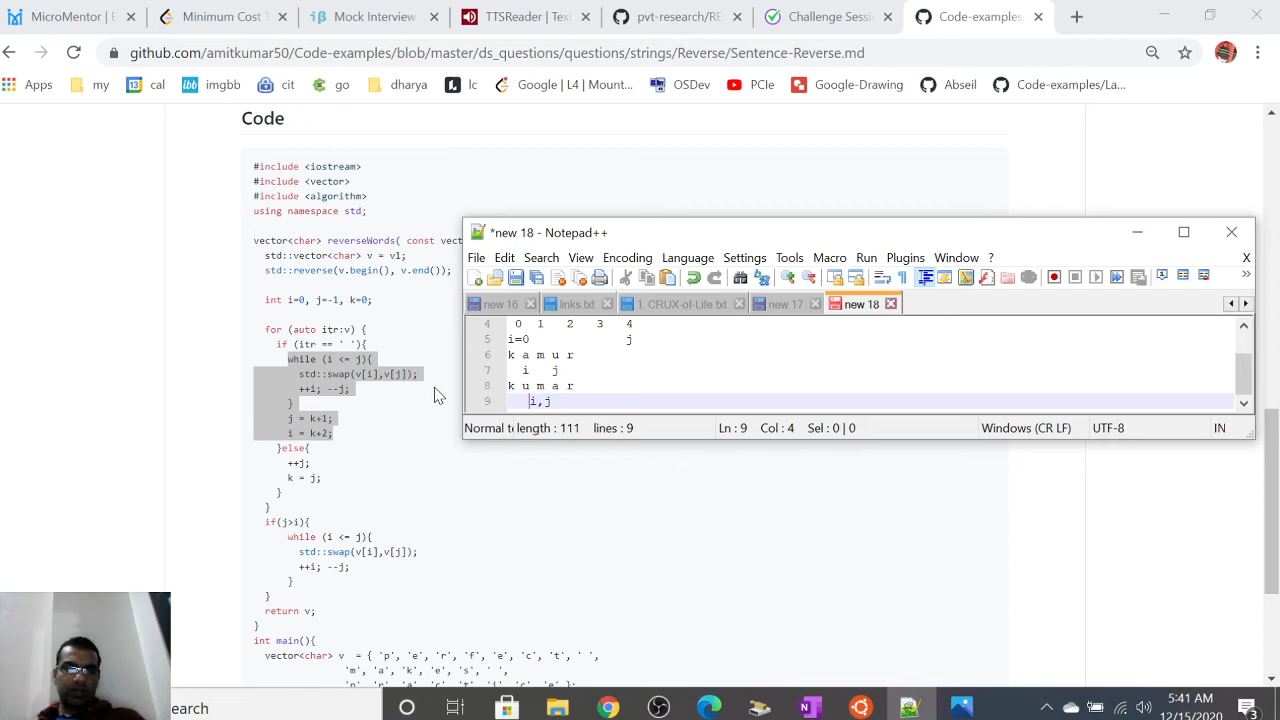 MicroMentor | E
Minimum Cost T
Mock Interview
TTSReader | Text
pvt-research/r
Challenge Sessi
Code-examples,
github.com/amitkumar50/Code-examples/blob/master/ds_questions/questions/strings/Reverse/Sentence-Reverse.md
Apps my cal imgbb cit go dharya lc Google | L4 | Mount... OSDev PCIe Google-Drawing Abseil Code-examples/La...
Code
#include <iostream>
#include <vector>
#include <algorithm>
using namespace std;
vector<char> reverseWords( const vect
std::vector<char> v = v1;
std::reverse(v.begin(), v.end());
int i=0, j=-1, k=0;
for (auto itr:v) {
if (itr == ' '){
while (i <= j){
std::swap(v[i],v[j]);
++i; --j;
}
j = k+1;
i = k+2;
}else{
++j;
k = j;
}
}
if(j>i){
while (i <= j){
std::swap(v[i],v[j]);
++i; --j;
}
}
return v;
}
int main(){
vector<char> v = { 'p', 'e', 'r', 'f', 'e', 'c', 't', ' ',
'm', 'a', 'k', 'e', 's', ' ',
*new 18 - Notepad++
File Edit Search View Encoding Language Settings Tools Macro Run Plugins Window ?
X
new 16 links.txt 1. CRUX-of-Life.txt new 17 new 18
4 0 1 2 3 4
5 i=0 j
6 k a m u r
7 i j
8 k u m a r
9 i,j
Normal t length : 111 lines : 9 Ln : 9 Col : 4 Sel : 0 | 0 Windows (CR LF) UTF-8 IN
earch
5:41 AM
12/15/2020
3